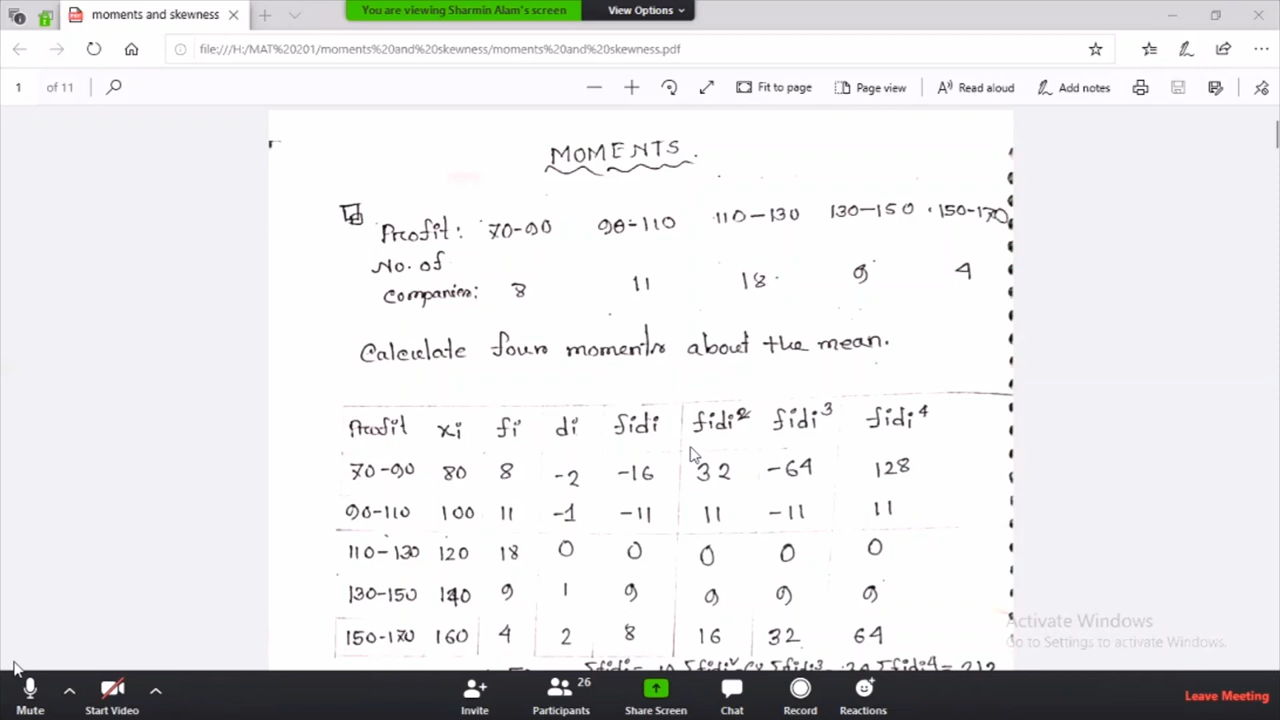 moments and skewness
You are viewing Sharmin Alam's screen
View Options
file:///H:/MAT%20201/moments%20and%20skewness/moments%20and%20skewness.pdf
1 of 11
Fit to page
Page view
Read aloud
Add notes
MOMENTS.
Profit: 70-90 90-110 110-130 130-150 150-170
No. of
Companies: 8 11 18 9 4
Calculate four moments about the mean.
Profit xi fi di fidi fidi² fidi³ fidi⁴
70-90 80 8 -2 -16 32 -64 128
90-110 100 11 -1 -11 11 -11 11
110-130 120 18 0 0 0 0 0
130-150 140 9 1 9 9 9 9
150-170 160 4 2 8 16 32 64
Activate Windows
Go to Settings to activate Windows.
Mute
Start Video
Invite
26
Participants
Share Screen
Chat
Record
Reactions
Leave Meeting